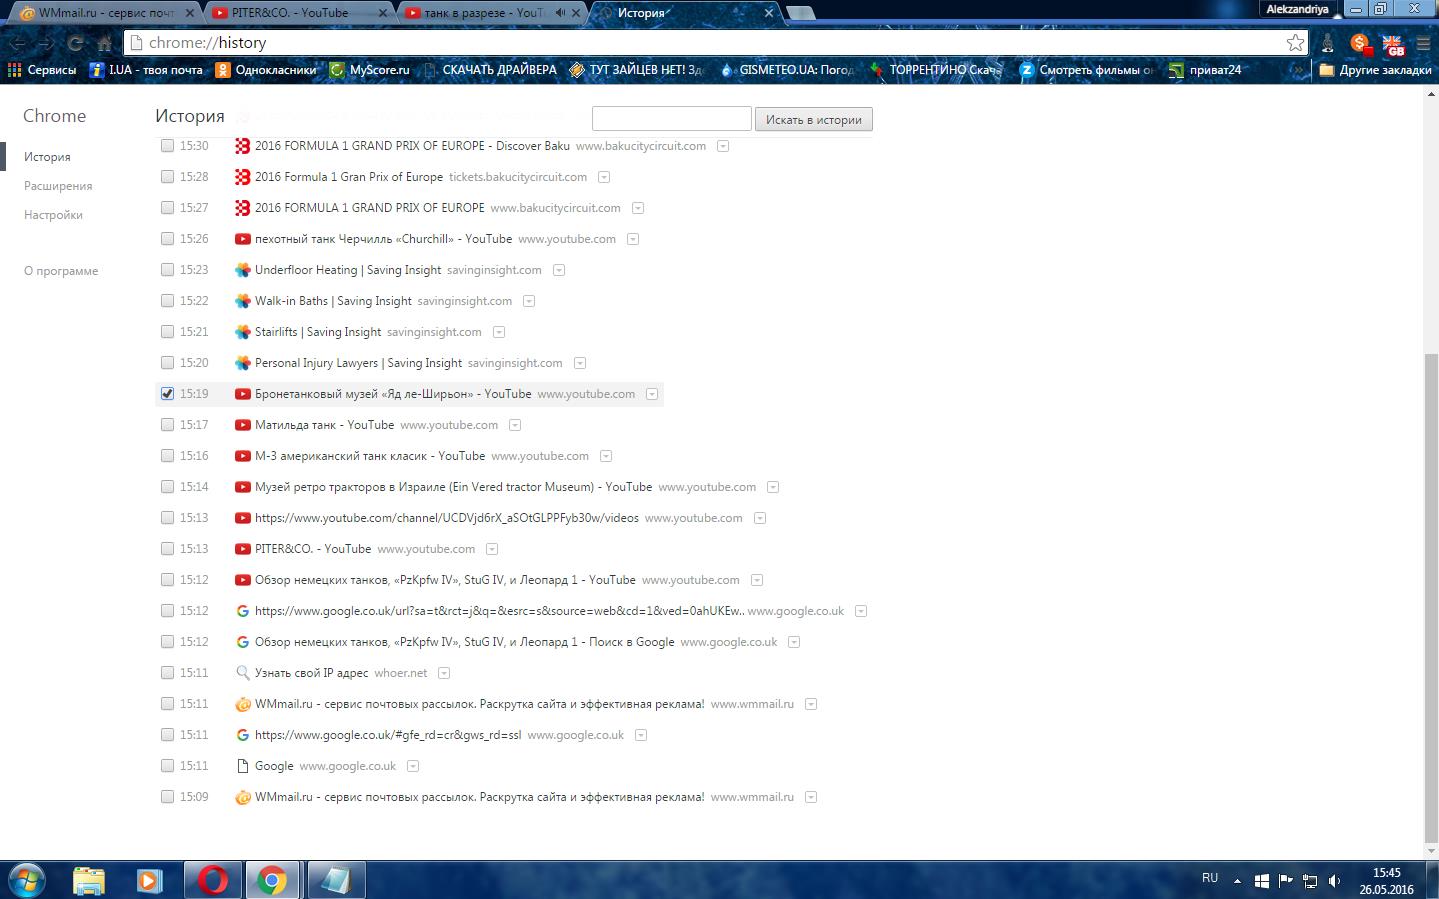 WMmail.ru - сервис почт
PITER&CO. - YouTube
танк в разрезе - YouT
История
Alekzandriya
chrome://history
GB
Сервисы
I.UA - твоя почта
Одноклассники
MyScore.ru
СКАЧАТЬ ДРАЙВЕРА
ТУТ ЗАЙЦЕВ НЕТ! Зд
GISMETEO.UA: Погод
ТОРРЕНТИНО Скач
Смотреть фильмы он
приват24
Другие закладки
Chrome
История
Искать в истории
История
Расширения
Настройки
О программе
15:30 2016 FORMULA 1 GRAND PRIX OF EUROPE - Discover Baku www.bakucitycircuit.com
15:28 2016 Formula 1 Gran Prix of Europe tickets.bakucitycircuit.com
15:27 2016 FORMULA 1 GRAND PRIX OF EUROPE www.bakucitycircuit.com
15:26 пехотный танк Черчилль «Churchill» - YouTube www.youtube.com
15:23 Underfloor Heating | Saving Insight savinginsight.com
15:22 Walk-in Baths | Saving Insight savinginsight.com
15:21 Stairlifts | Saving Insight savinginsight.com
15:20 Personal Injury Lawyers | Saving Insight savinginsight.com
15:19 Бронетанковый музей «Яд ле-Ширьон» - YouTube www.youtube.com
15:17 Матильда танк - YouTube www.youtube.com
15:16 М-3 американский танк класик - YouTube www.youtube.com
15:14 Музей ретро тракторов в Израиле (Ein Vered tractor Museum) - YouTube www.youtube.com
15:13 https://www.youtube.com/channel/UCDVjd6rX_aSOtGLPPFyb30w/videos www.youtube.com
15:13 PITER&CO. - YouTube www.youtube.com
15:12 Обзор немецких танков, «PzKpfw IV», StuG IV, и Леопард 1 - YouTube www.youtube.com
15:12 https://www.google.co.uk/url?sa=t&rct=j&q=&esrc=s&source=web&cd=1&ved=0ahUKEw.. www.google.co.uk
15:12 Обзор немецких танков, «PzKpfw IV», StuG IV, и Леопард 1 - Поиск в Google www.google.co.uk
15:11 Узнать свой IP адрес whoer.net
15:11 WMmail.ru - сервис почтовых рассылок. Раскрутка сайта и эффективная реклама! www.wmmail.ru
15:11 https://www.google.co.uk/#gfe_rd=cr&gws_rd=ssl www.google.co.uk
15:11 Google www.google.co.uk
15:09 WMmail.ru - сервис почтовых рассылок. Раскрутка сайта и эффективная реклама! www.wmmail.ru
RU
15:45
26.05.2016